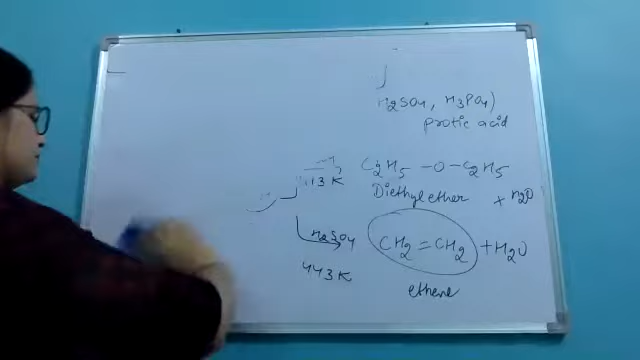 H2SO4, H3PO4)
protic acid
413 K
C2H5 - O - C2H5
Diethyl ether + H2O
H2SO4
443 K
CH2 = CH2 + H2O
ethene